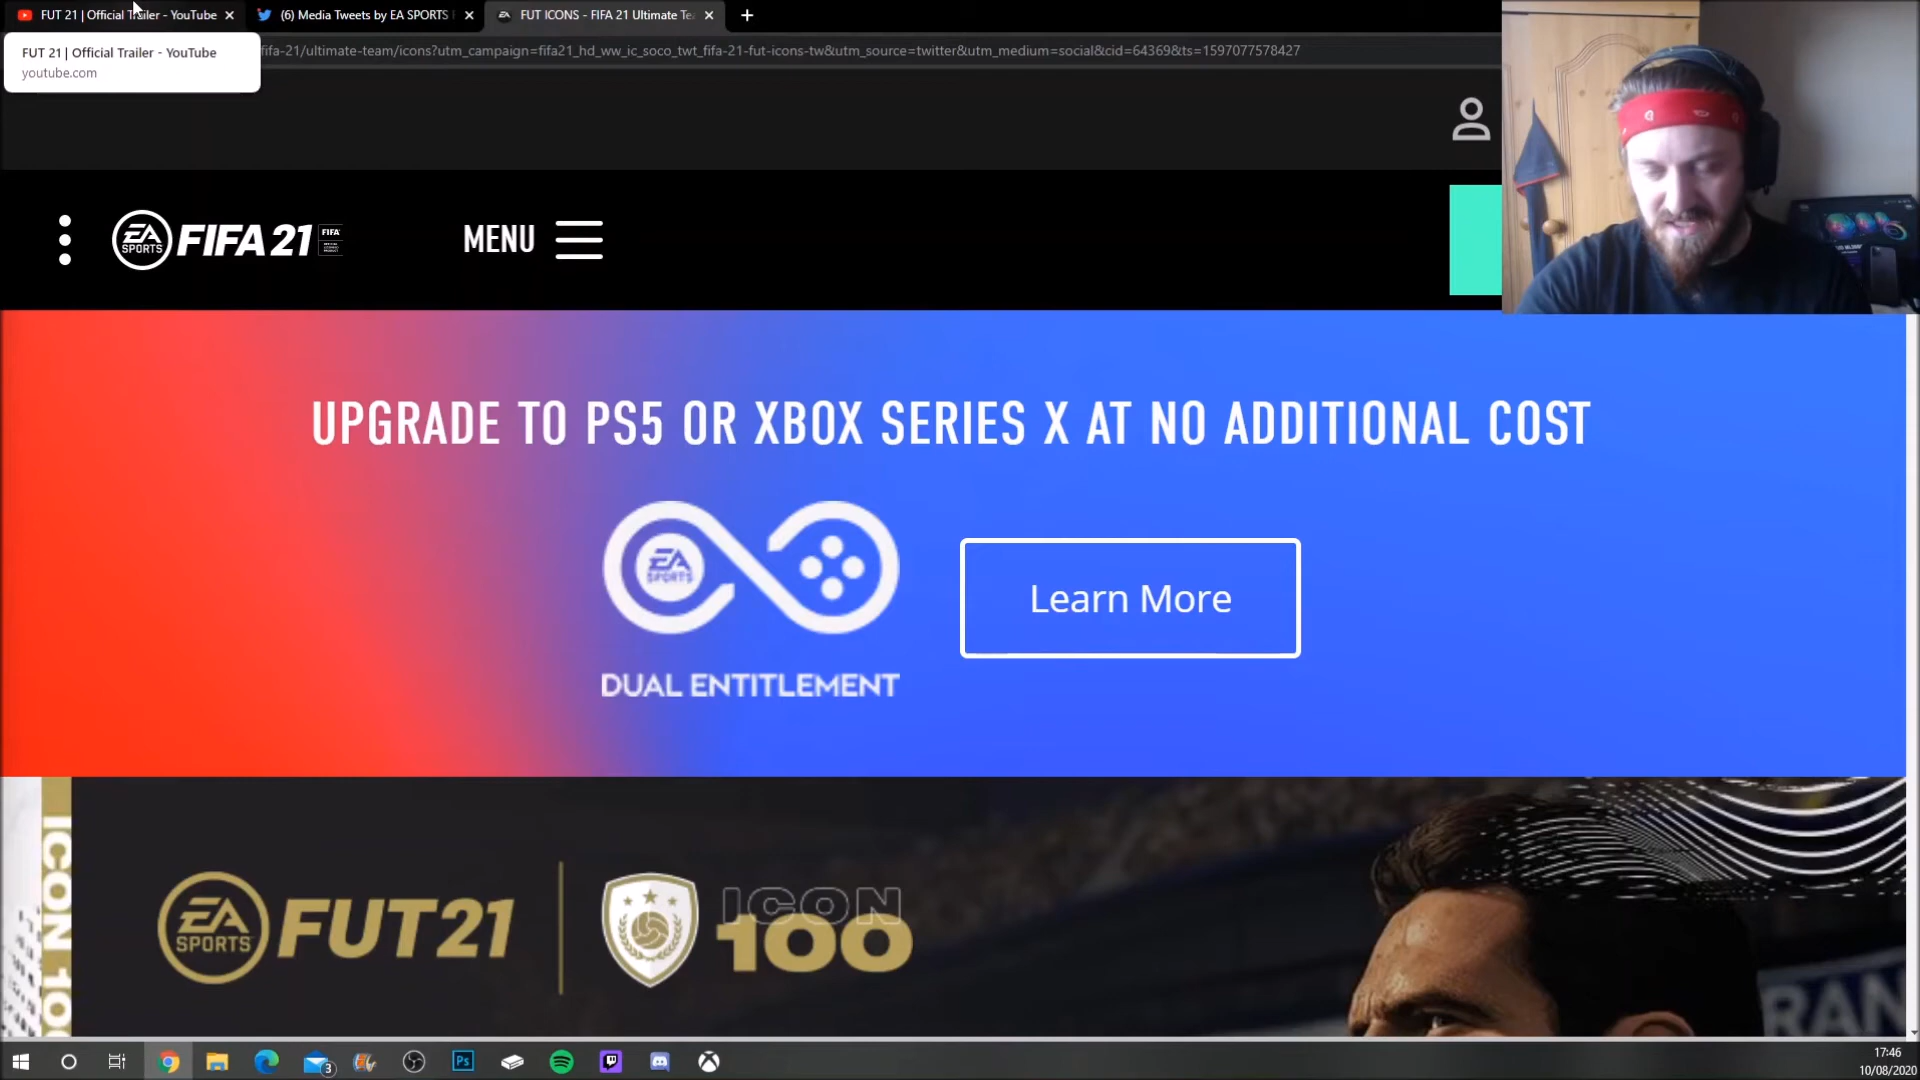 FUT 21 | Official Trailer - YouTube
(6) Media Tweets by EA SPORTS
FUT ICONS - FIFA 21 Ultimate Te
FUT 21 | Official Trailer - YouTube
youtube.com
fifa-21/ultimate-team/icons?utm_campaign=fifa21_hd_ww_ic_soco_twt_fifa-21-fut-icons-tw&utm_source=twitter&utm_medium=social&cid=64369&ts=1597077578427
EA SPORTS FIFA 21 FIFA
MENU
UPGRADE TO PS5 OR XBOX SERIES X AT NO ADDITIONAL COST
EA SPORTS
Learn More
DUAL ENTITLEMENT
ICON 100
EA SPORTS FUT21
ICON
100
RAN
3
Ps
17:46
10/08/2020